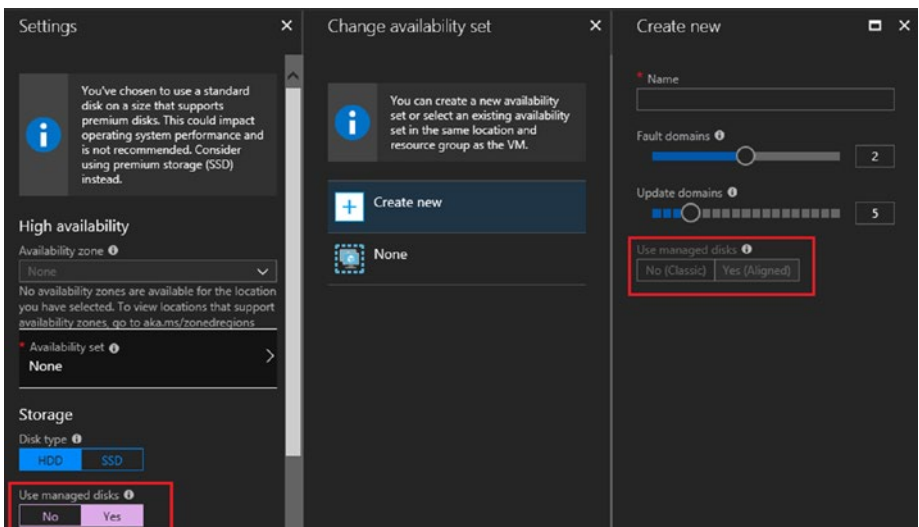 Settings
You've chosen to use a standard
disk on a size that supports
premium disks. This could impact
operating system performance and
is not recommended. Consider
using premium storage (SSD)
instead.
High availability
Availability zone
None
No availability zones are available for the location
you have selected. To view locations that support
availability zones, go to aka.ms/zonedregions
* Availability set
None
Storage
Disk type
HDD SSD
Use managed disks
No Yes
Change availability set
You can create a new availability
set or select an existing availability
set in the same location and
resource group as the VM.
Create new
None
Create new
* Name
Fault domains
2
Update domains
5
Use managed disks
No (Classic) Yes (Aligned)